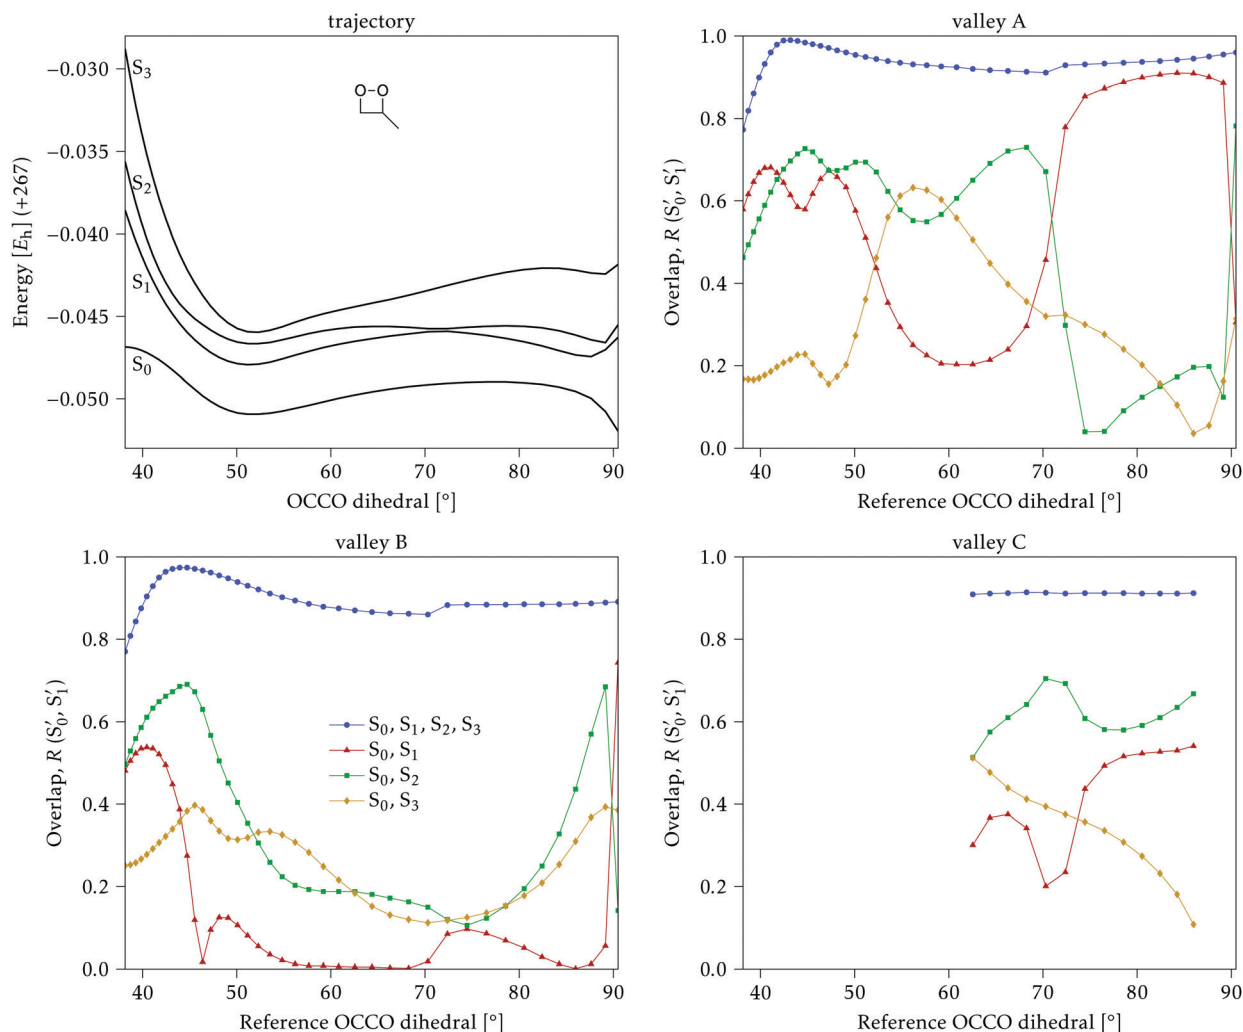 trajectory
−0.030
−0.035
−0.040
−0.045
−0.050
Energy [Eh] (+267)
S3
S2
S1
S0
O–O
40 50 60 70 80 90
OCCO dihedral [°]
valley A
1.0
0.8
0.6
0.4
0.2
0.0
Overlap, R (S′0, S′1)
40 50 60 70 80 90
Reference OCCO dihedral [°]
valley B
1.0
0.8
0.6
0.4
0.2
0.0
Overlap, R (S′0, S′1)
S0, S1, S2, S3
S0, S1
S0, S2
S0, S3
40 50 60 70 80 90
Reference OCCO dihedral [°]
valley C
1.0
0.8
0.6
0.4
0.2
0.0
Overlap, R (S′0, S′1)
40 50 60 70 80 90
Reference OCCO dihedral [°]